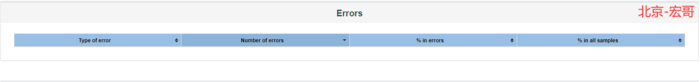 Errors
北京-宏哥
Type of error
Number of errors
% in errors
% in all samples